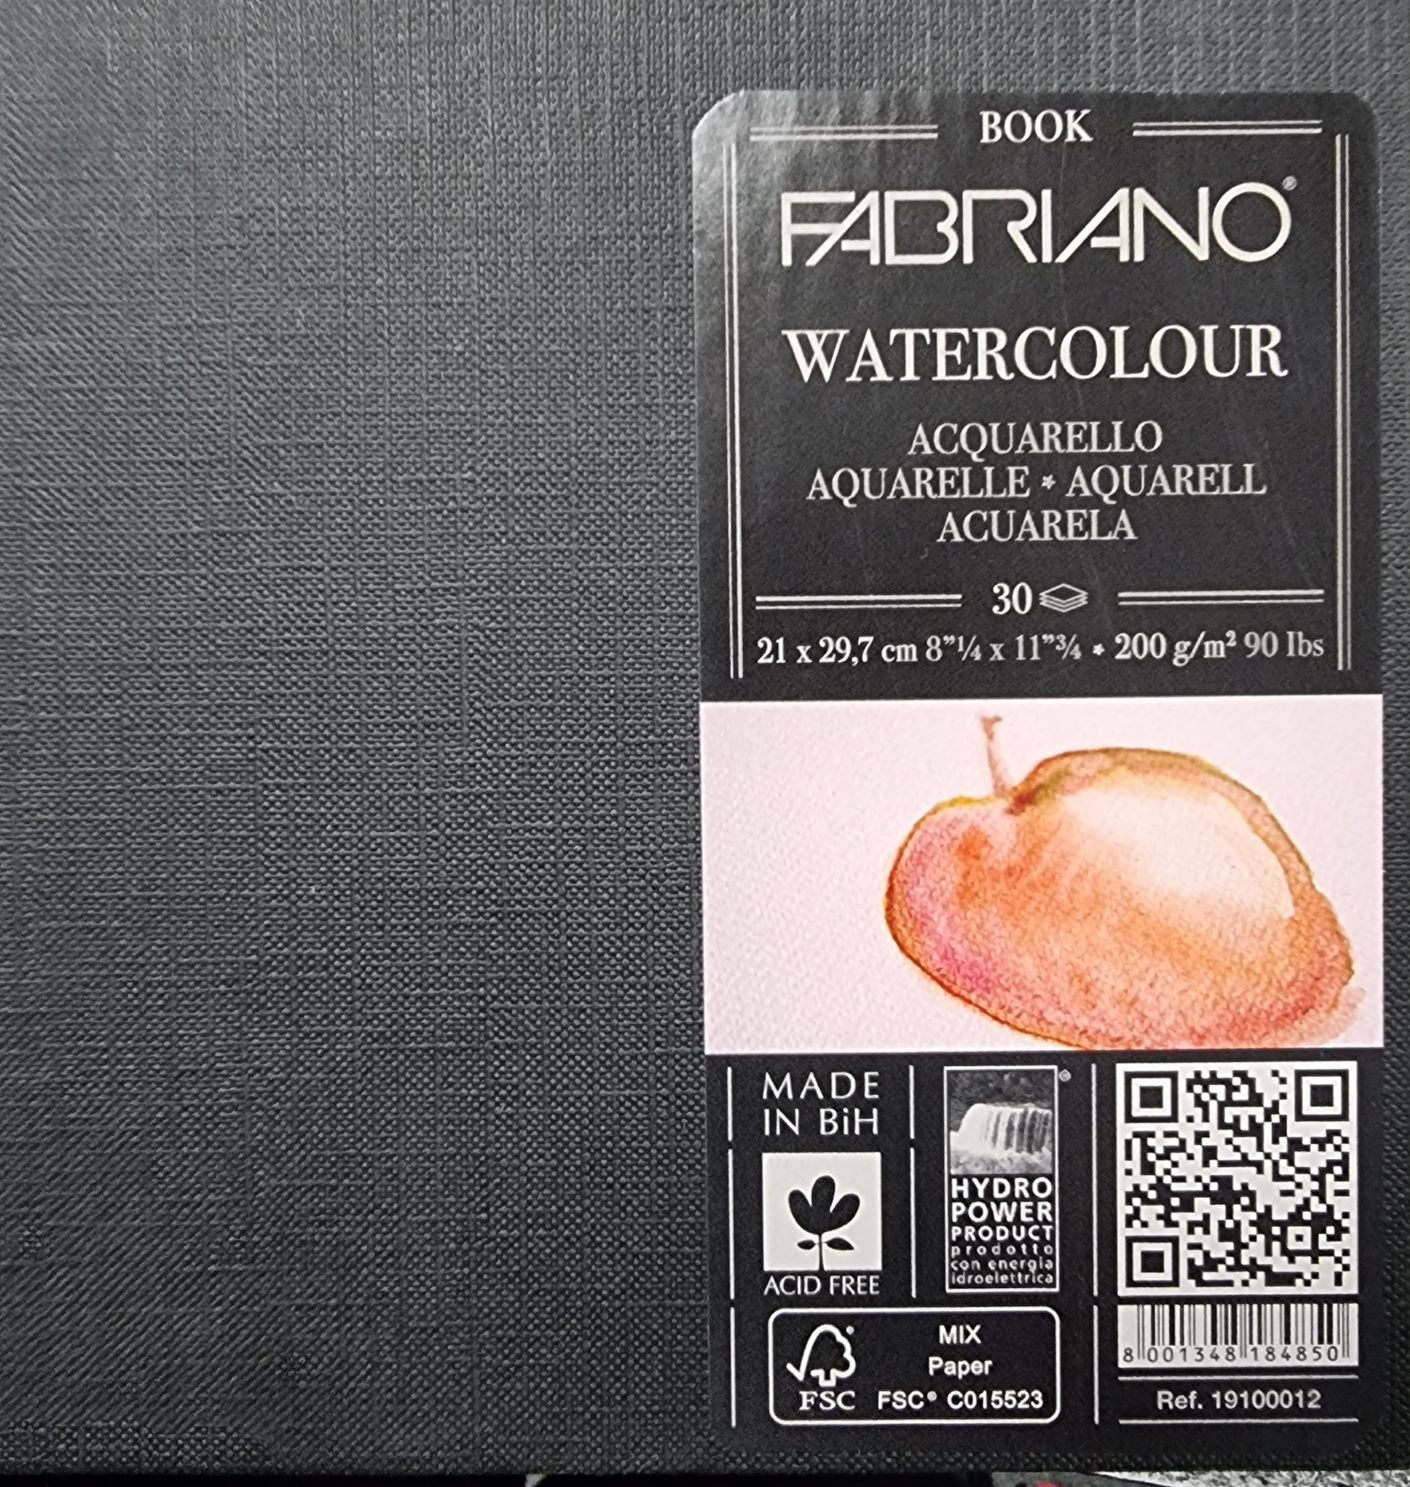 BOOK
FABRIANO®
WATERCOLOUR
ACQUARELLO
AQUARELLE * AQUARELL
ACUARELA
30
21 x 29,7 cm 8”¼ x 11”¾ * 200 g/m² 90 Ibs
MADE
IN BiH
ACID FREE
®
HYDRO
POWER
PRODUCT
prodotto
con energia
idroelettrica
FSC
MIX
Paper
FSC® C015523
8 001348 184850
Ref. 19100012